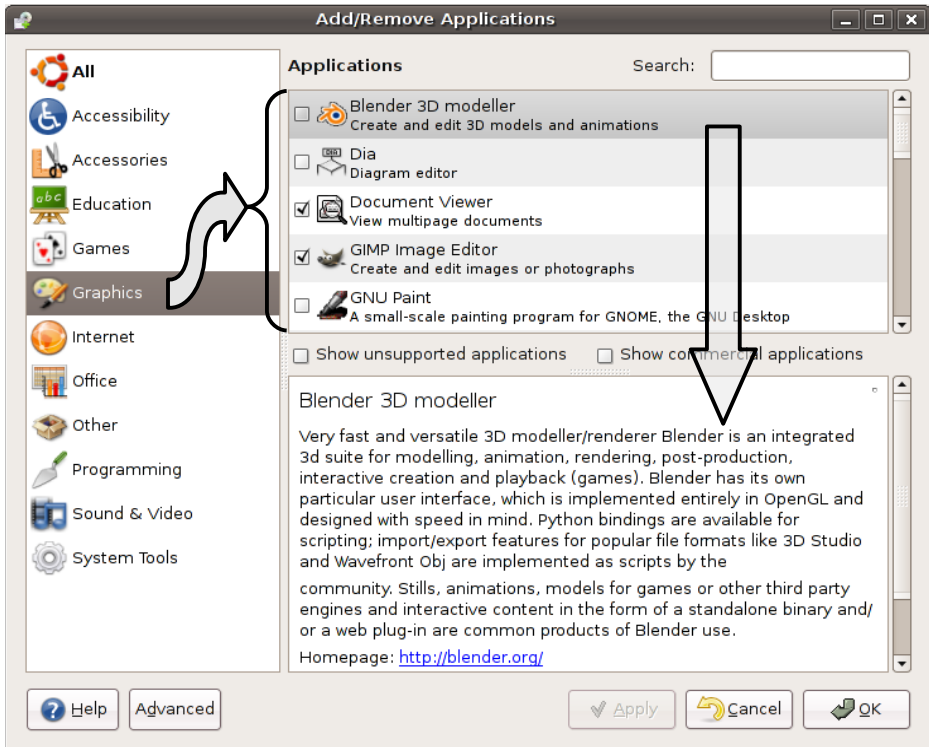 Add/Remove Applications
All
Accessibility
Accessories
abc
Education
Games
Graphics
Internet
Office
Other
Programming
Sound & Video
System Tools
Applications
Search:
Blender 3D modeller
Create and edit 3D models and animations
DIA
Dia
Diagram editor
Document Viewer
View multipage documents
GIMP Image Editor
Create and edit images or photographs
GNU Paint
A small-scale painting program for GNOME, the GNU Desktop
Show unsupported applications
Show commercial applications
Blender 3D modeller
Very fast and versatile 3D modeller/renderer Blender is an integrated
3d suite for modelling, animation, rendering, post-production,
interactive creation and playback (games). Blender has its own
particular user interface, which is implemented entirely in OpenGL and
designed with speed in mind. Python bindings are available for
scripting; import/export features for popular file formats like 3D Studio
and Wavefront Obj are implemented as scripts by the
community. Stills, animations, models for games or other third party
engines and interactive content in the form of a standalone binary and/
or a web plug-in are common products of Blender use.
Homepage: http://blender.org/
Help
Advanced
Apply
Cancel
OK